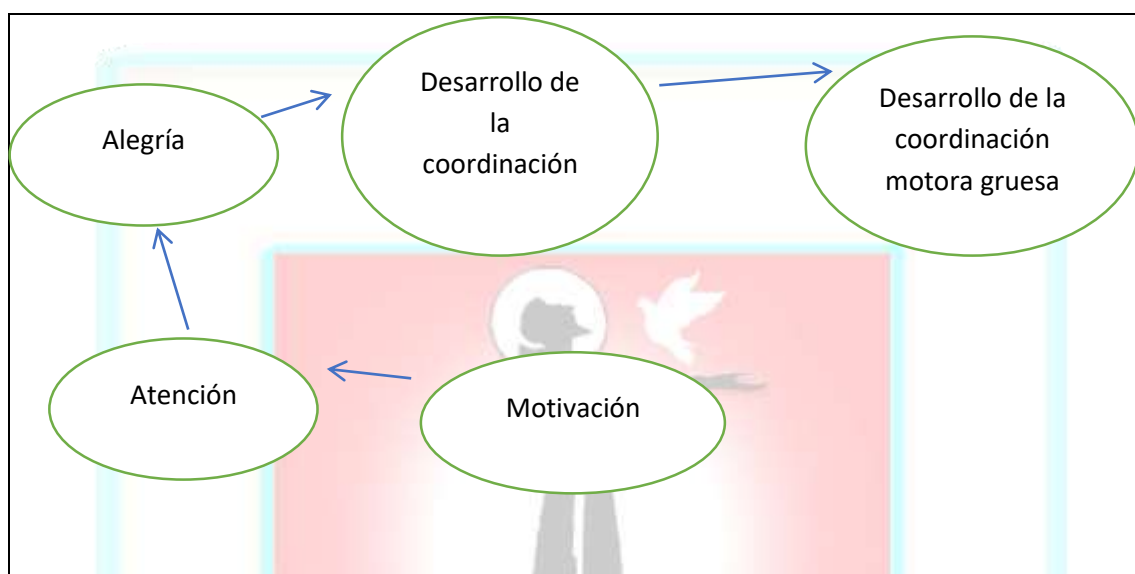 Alegría
Desarrollo de
la
coordinación
Desarrollo de la
coordinación
motora gruesa
Atención
Motivación